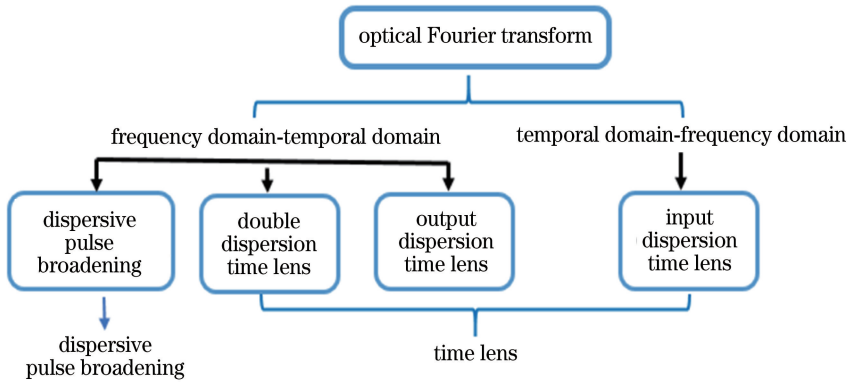 optical Fourier transform
frequency domain-temporal domain
temporal domain-frequency domain
dispersive
pulse
broadening
double
dispersion
time lens
output
dispersion
time lens
input
dispersion
time lens
dispersive
pulse broadening
time lens